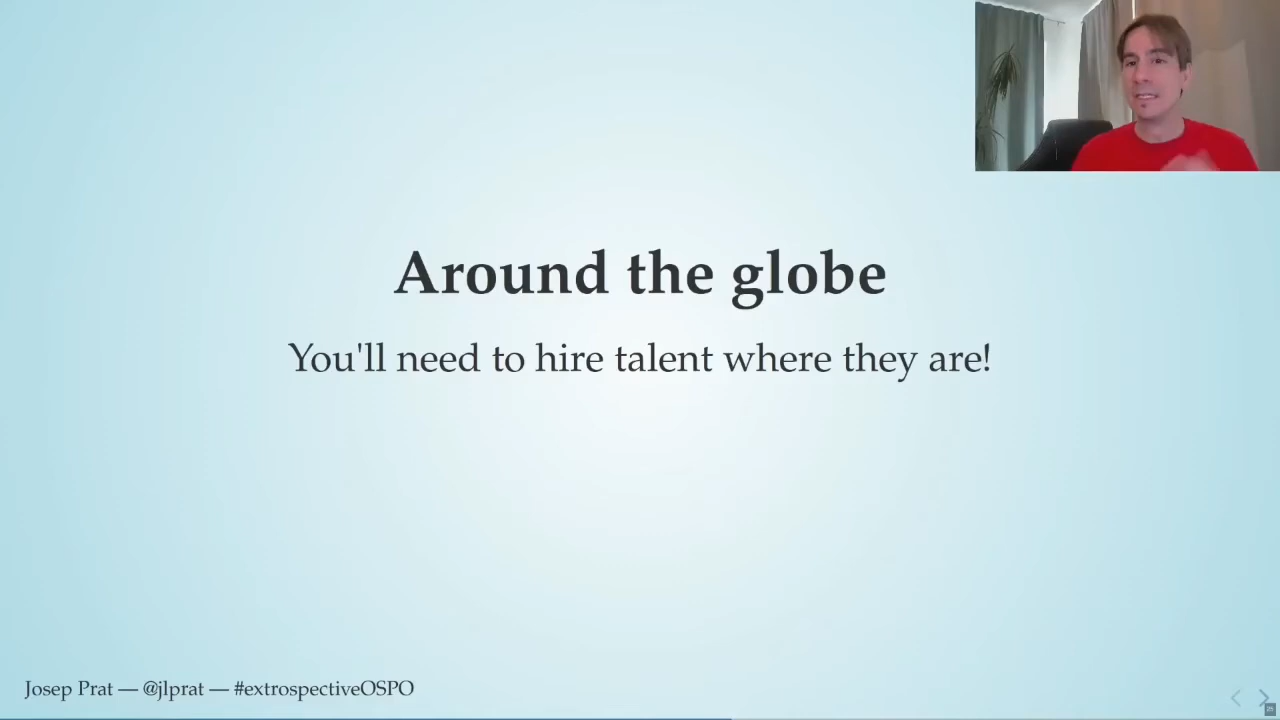 Around the globe
You'll need to hire talent where they are!
Josep Prat — @jlprat — #extrospectiveOSPO